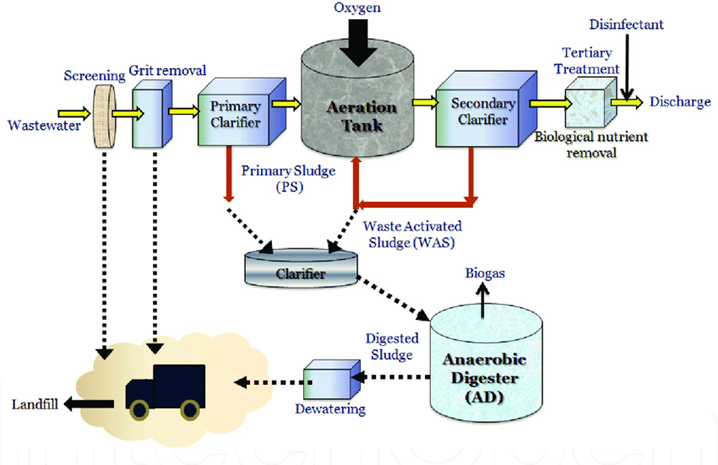 Oxygen
Disinfectant
Screening
Grit removal
Tertiary
Treatment
Primary
Clarifier
Aeration
Tank
Secondary
Clarifier
Wastewater
Discharge
Biological nutrient
removal
Primary Sludge
(PS)
Waste Activated
Sludge (WAS)
Clarifier
Biogas
Digested
Sludge
Anaerobic
Digester
(AD)
Landfill
Dewatering